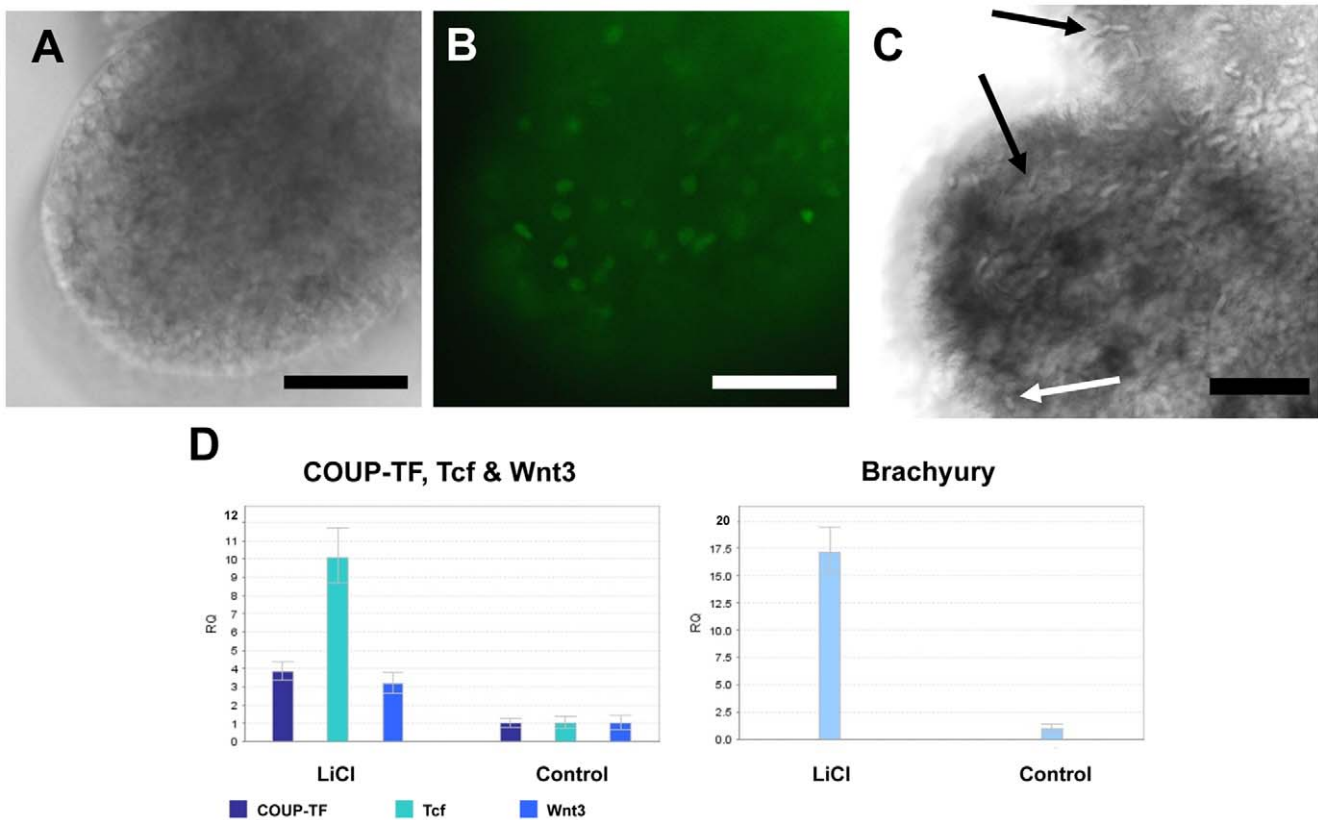 A
B
C
D
COUP-TF, Tcf & Wnt3
12
11
10
9
8
7
6
5
4
3
2
1
0
RQ
LiCl
Control
COUP-TF
Tcf
Wnt3
Brachyury
20
17.5
15.0
12.5
10.0
7.5
5.0
2.5
0.0
RQ
LiCl
Control